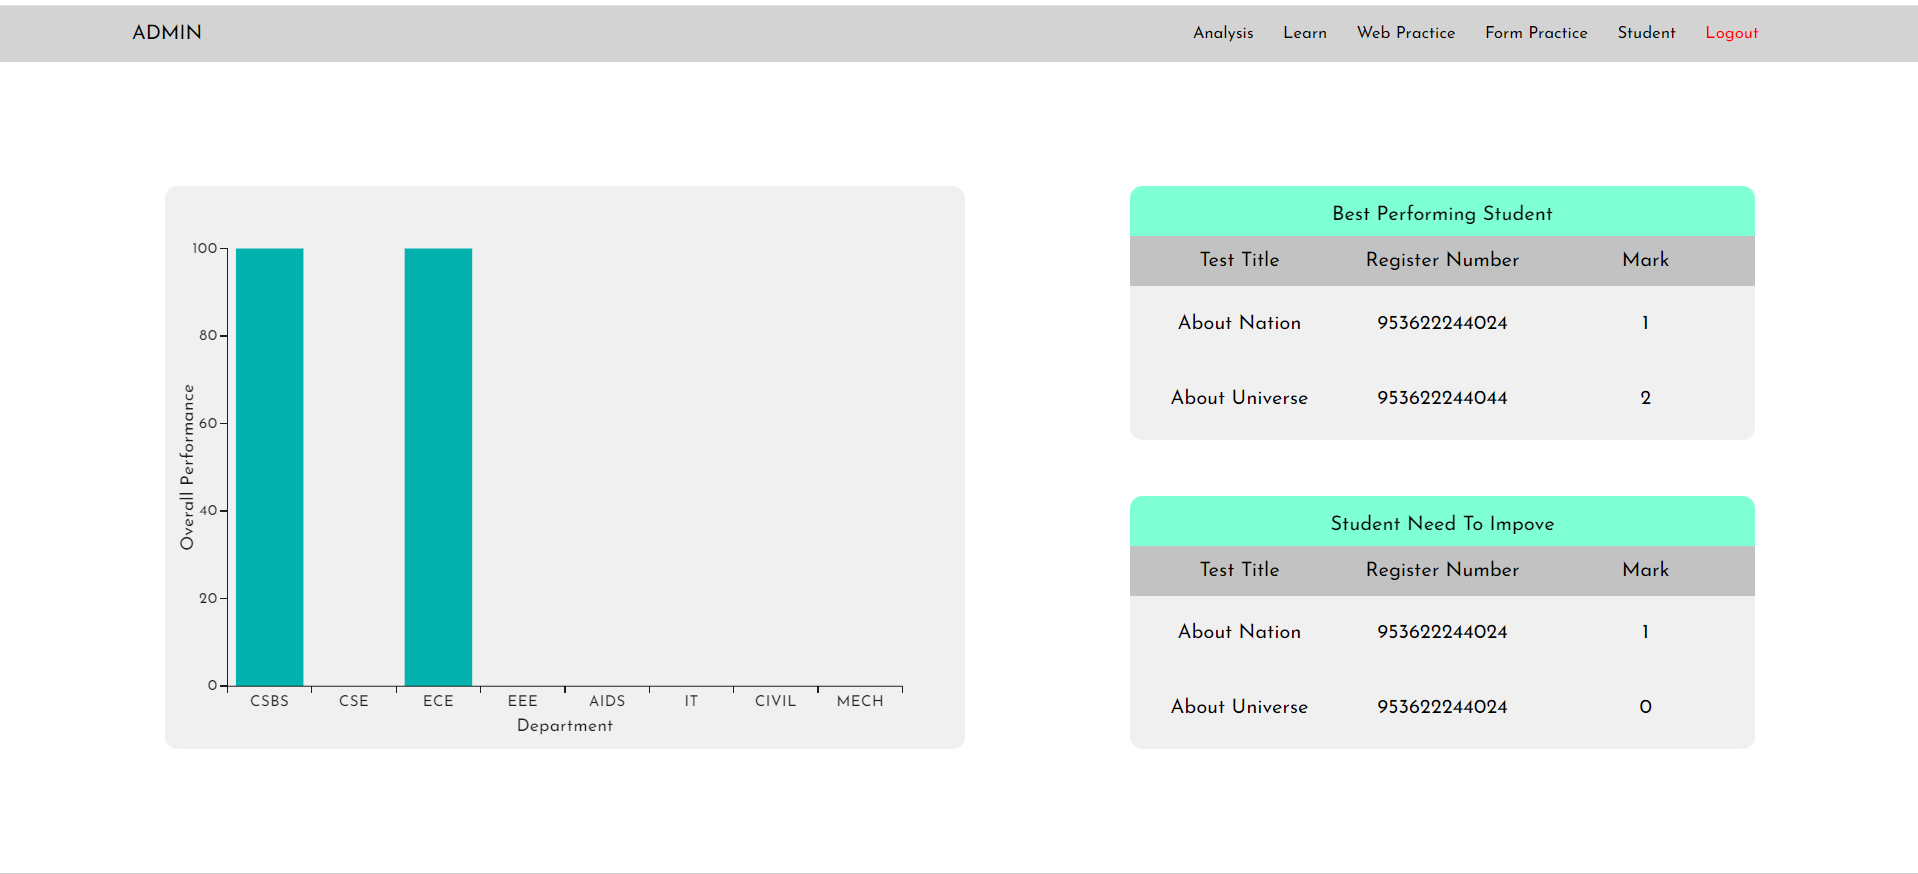 ADMIN
Analysis Learn Web Practice Form Practice Student Logout
100
80
60
40
20
0
Overall Performance
CSBS CSE ECE EEE AIDS IT CIVIL MECH
Department
Best Performing Student
Test Title Register Number Mark
About Nation 953622244024 1
About Universe 953622244044 2
Student Need To Impove
Test Title Register Number Mark
About Nation 953622244024 1
About Universe 953622244024 0